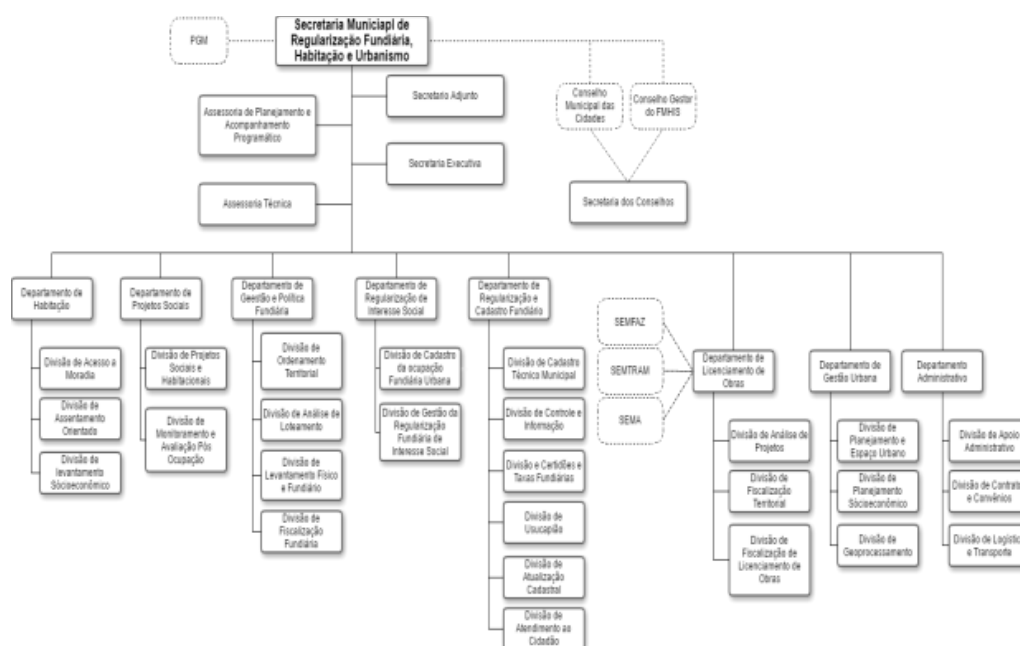 PGM
Secretaria Municiapl de
Regularização Fundiária,
Habitação e Urbanismo
Secretario Adjunto
Assessoria de Planejamento e
Acompanhamento
Programático
Conselho
Municipal das
Cidades
Conselho Gestor
do FMHIS
Secretaria Executiva
Assessoria Técnica
Secretaria dos Conselhos
Departamento de
Habitação
Divisão de Acesso a
Moradia
Divisão de
Assentamento
Orientado
Divisão de
levantamento
Sócioeconômico
Departamento de
Projetos Sociais
Divisão de Projetos
Sociais e
Habitacionais
Divisão de
Monitoramento e
Avaliação Pós
Ocupação
Departamento de
Geestão e Política
Fundiária
Divisão de
Ordenamento
Territorial
Divisão de Análise de
Loteamento
Divisão de
Levantamento Físico
e Fundiário
Divisão de
Fiscalização
Fundiária
Departamento de
Regularização de
Interesse Social
Divisão de Cadastro
da ocupação
Fundiária Urbana
Divisão de Gestão da
Regularização
Fundiária de
Interesse Social
Departamento de
Regularização e
Cadastro Fundiário
Divisão de Cadastro
Técnico Municipal
Divisão de Controle e
Informação
Divisão e Certidões e
Taxas Fundiárias
Divisão de
Usucapião
Divisão de
Atualização
Cadastral
Divisão de
Atendimento ao
Cidadão
SEMFAZ
SEMTRAM
SEMA
Departamento de
Licenciamento de
Obras
Divisão de Análise de
Projetos
Divisão de
Fiscalização
Territorial
Divisão de
Fiscalização de
Licenciamento de
Obras
Departamento de
Gestão Urbana
Divisão de
Planejamento e
Espaço Urbano
Divisão de
Planejamento
Sócioeconômico
Divisão de
Geoprocessamento
Departamento
Administrativo
Divisão de Apoio
Administrativo
Divisão de Contrato
e Convênios
Divisão de Logístic
e Transporte